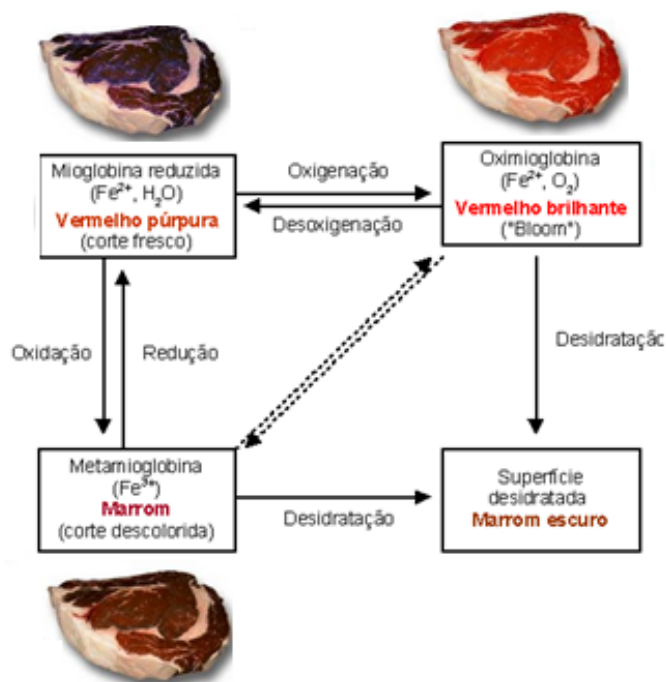 Mioglobina reduzida
(Fe²⁺, H₂O)
Vermelho púrpura
(corte fresco)
Oxigenação
Desoxigenação
Oximioglobina
(Fe²⁺, O₂)
Vermelho brilhante
("Bloom")
Oxidação
Redução
Desidratação
Metamioglobina
(Fe³⁺)
Marrom
(corte descolorida)
Desidratação
Superfície
desidratada
Marrom escuro